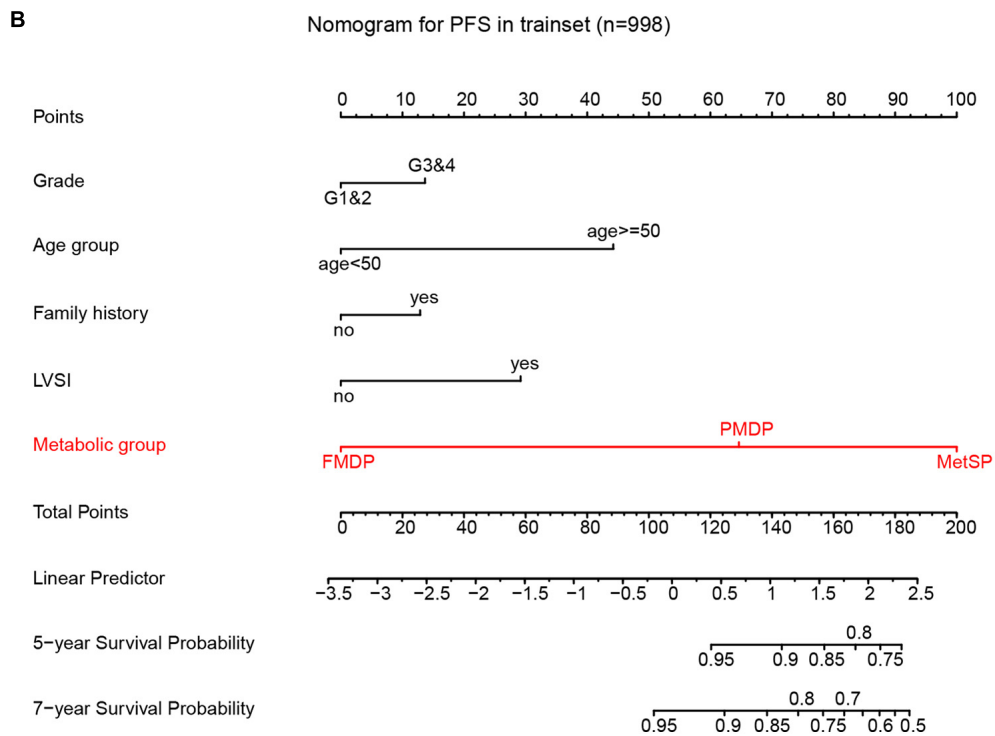 B
Nomogram for PFS in trainset (n=998)
Points
0 10 20 30 40 50 60 70 80 90 100
Grade
G3&4
G1&2
Age group
age>=50
age<50
Family history
yes
no
LVSI
yes
no
Metabolic group
PMDP
FMDP MetSP
Total Points
0 20 40 60 80 100 120 140 160 180 200
Linear Predictor
−3.5 −3 −2.5 −2 −1.5 −1 −0.5 0 0.5 1 1.5 2 2.5
5−year Survival Probability
0.8
0.95 0.9 0.85 0.75
7−year Survival Probability
0.8 0.7
0.95 0.9 0.85 0.75 0.6 0.5